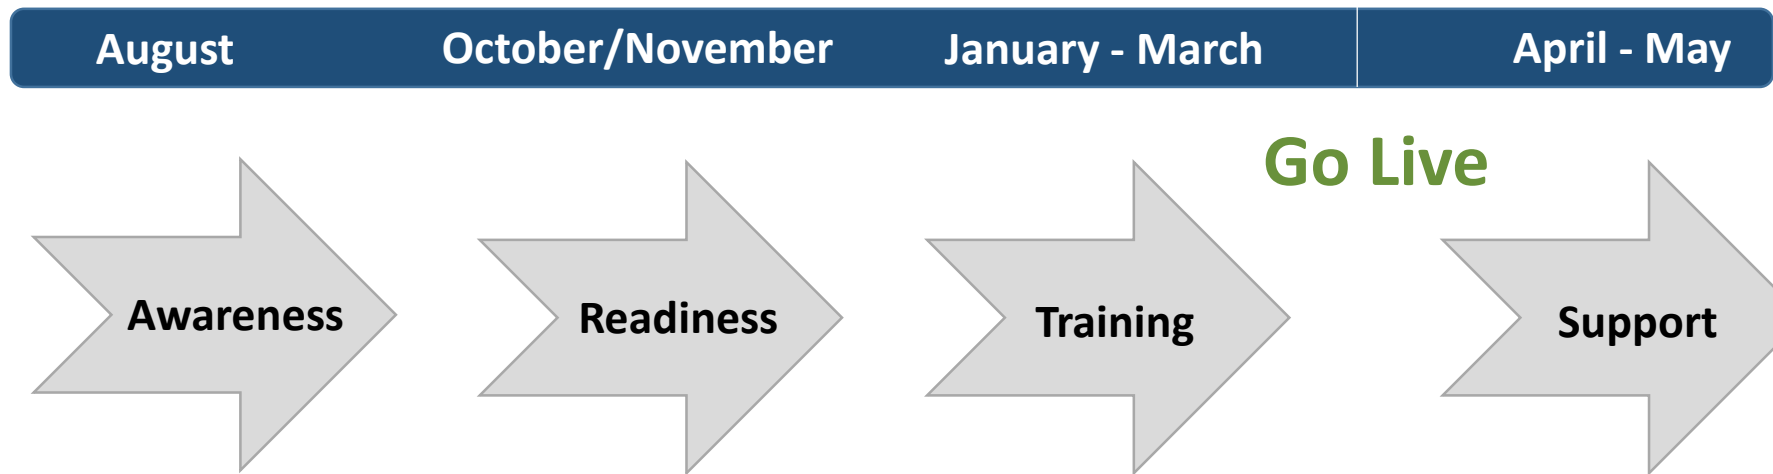 August October/November January - March April - May
Go Live
Awareness Readiness Training Support